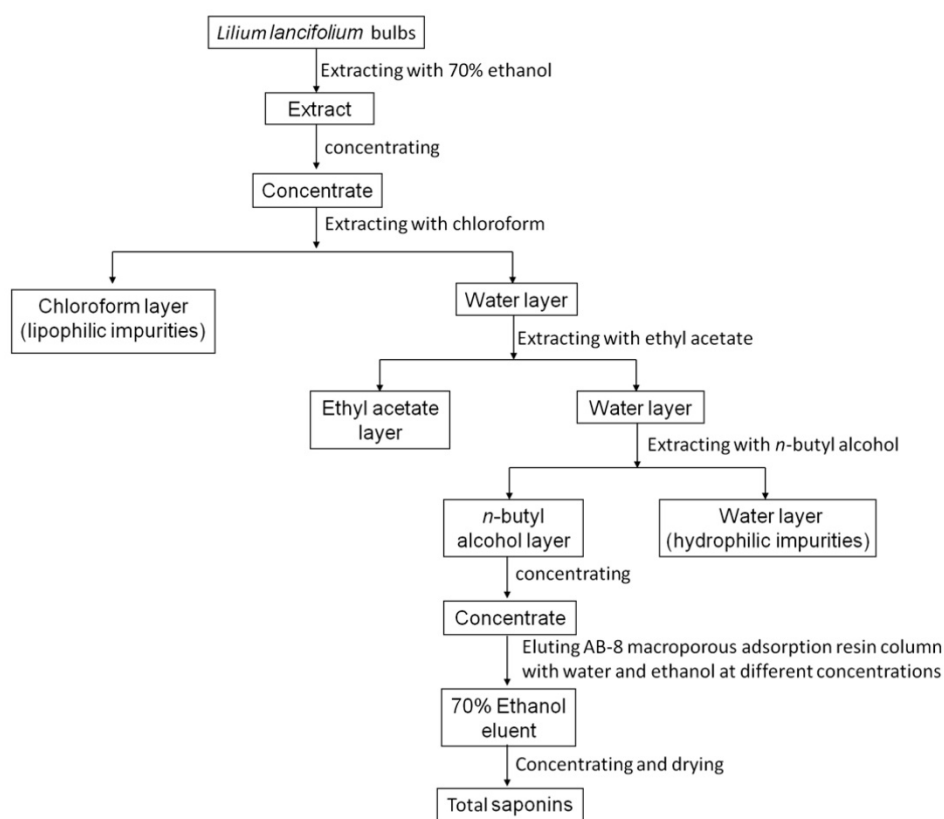 Lilium lancifolium bulbs
Extracting with 70% ethanol
Extract
concentrating
Concentrate
Extracting with chloroform
Chloroform layer
(lipophilic impurities)
Water layer
Extracting with ethyl acetate
Ethyl acetate
layer
Water layer
Extracting with n-butyl alcohol
n-butyl
alcohol layer
Water layer
(hydrophilic impurities)
concentrating
Concentrate
Eluting AB-8 macroporous adsorption resin column
with water and ethanol at different concentrations
70% Ethanol
eluent
Concentrating and drying
Total saponins